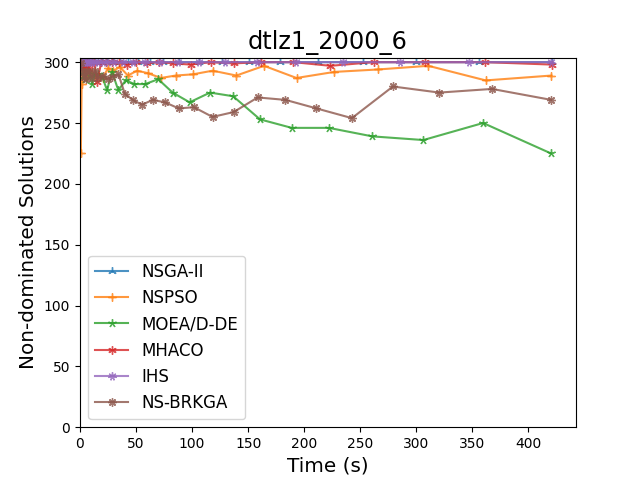 dtlz1_2000_6
Non-dominated Solutions
300
250
200
150
100
50
0
NSGA-II
NSPSO
MOEA/D-DE
MHACO
IHS
NS-BRKGA
0 50 100 150 200 250 300 350 400
Time (s)